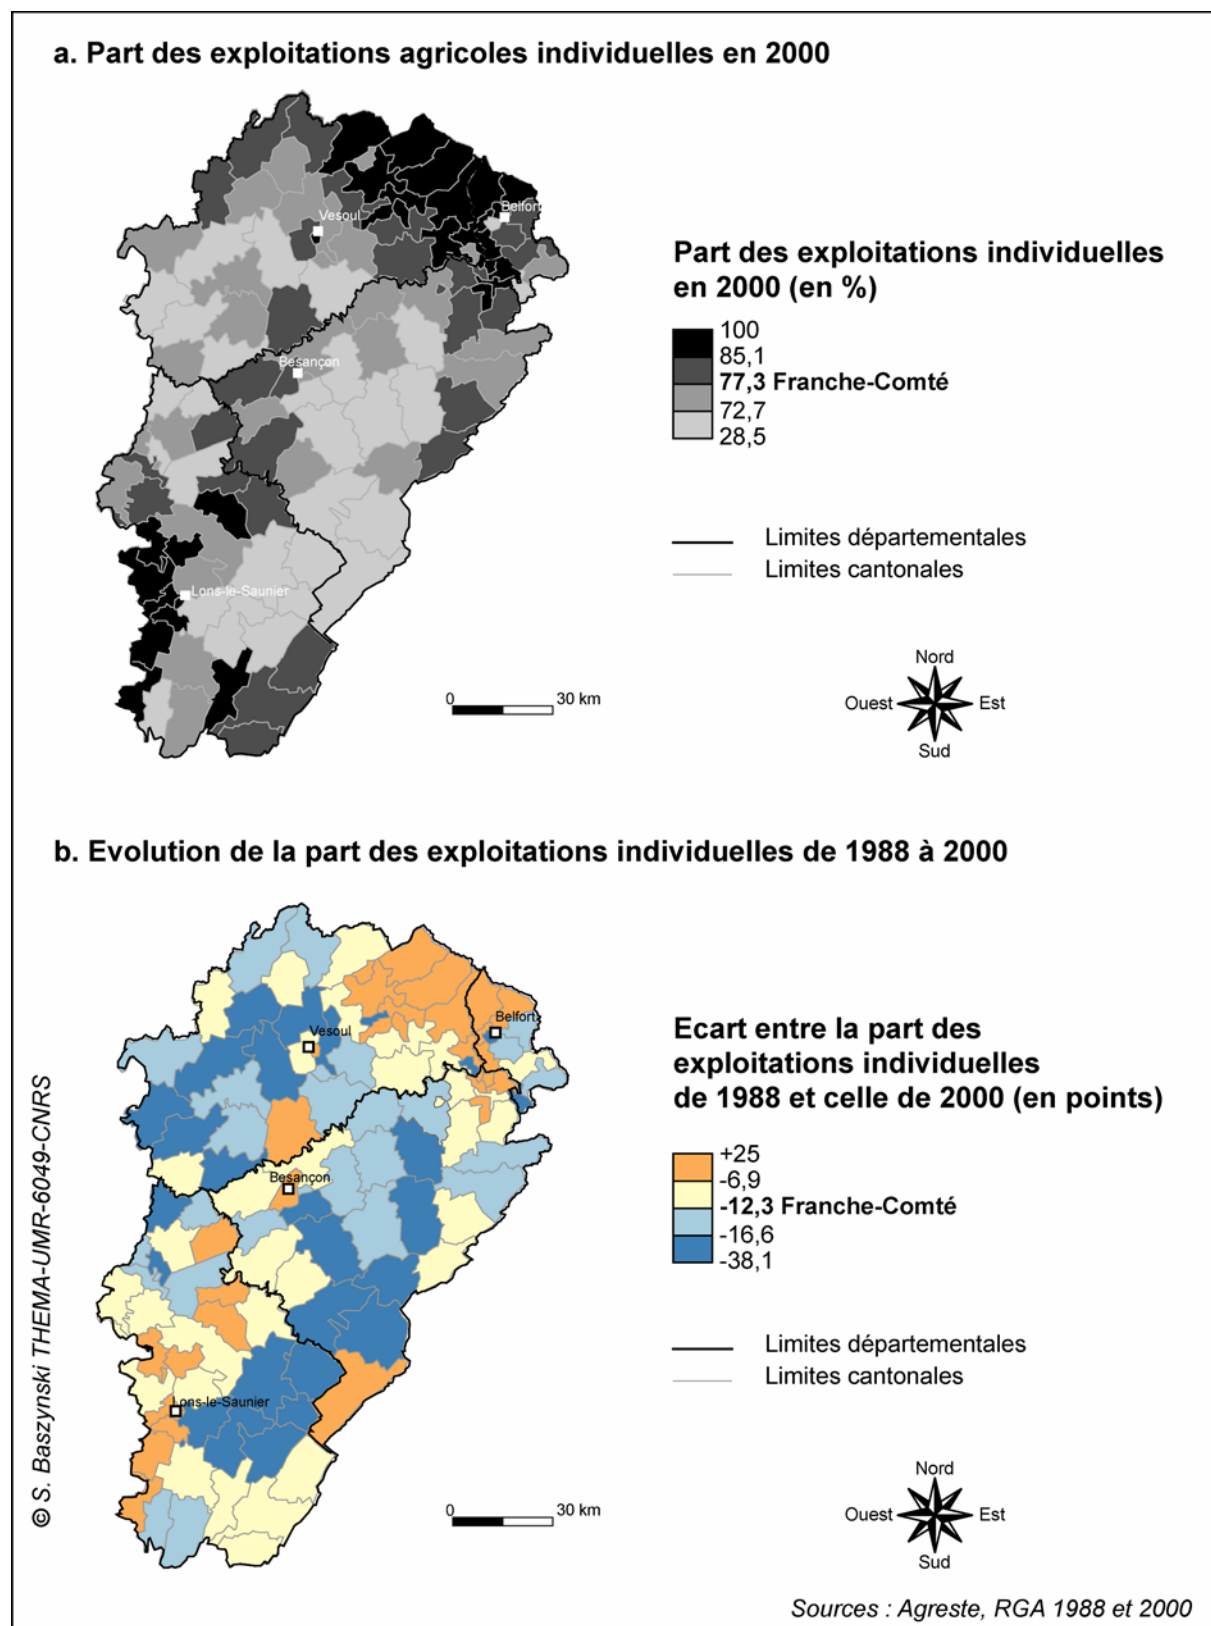 a. Part des exploitations agricoles individuelles en 2000
Vesoul
Belfort
Besançon
Lons-le-Saunier
Part des exploitations individuelles
en 2000 (en %)
100
85,1
77,3 Franche-Comté
72,7
28,5
Limites départementales
Limites cantonales
0 30 km
Nord
Ouest Est
Sud
b. Evolution de la part des exploitations individuelles de 1988 à 2000
Vesoul
Belfort
Besançon
Lons-le-Saunier
Ecart entre la part des
exploitations individuelles
de 1988 et celle de 2000 (en points)
+25
-6,9
-12,3 Franche-Comté
-16,6
-38,1
Limites départementales
Limites cantonales
0 30 km
Nord
Ouest Est
Sud
© S. Baszynski THEMA-UMR-6049-CNRS
Sources : Agreste, RGA 1988 et 2000